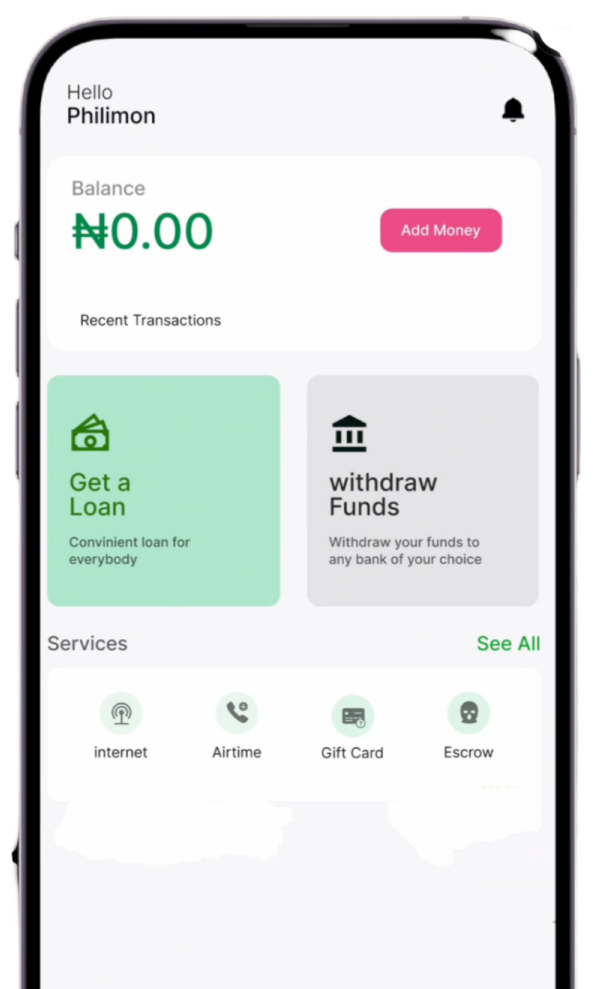 Hello
Philimon
Balance
₦0.00
Add Money
Recent Transactions
Get a
Loan
Convinient loan for
everybody
withdraw
Funds
Withdraw your funds to
any bank of your choice
Services
See All
internet
Airtime
Gift Card
Escrow